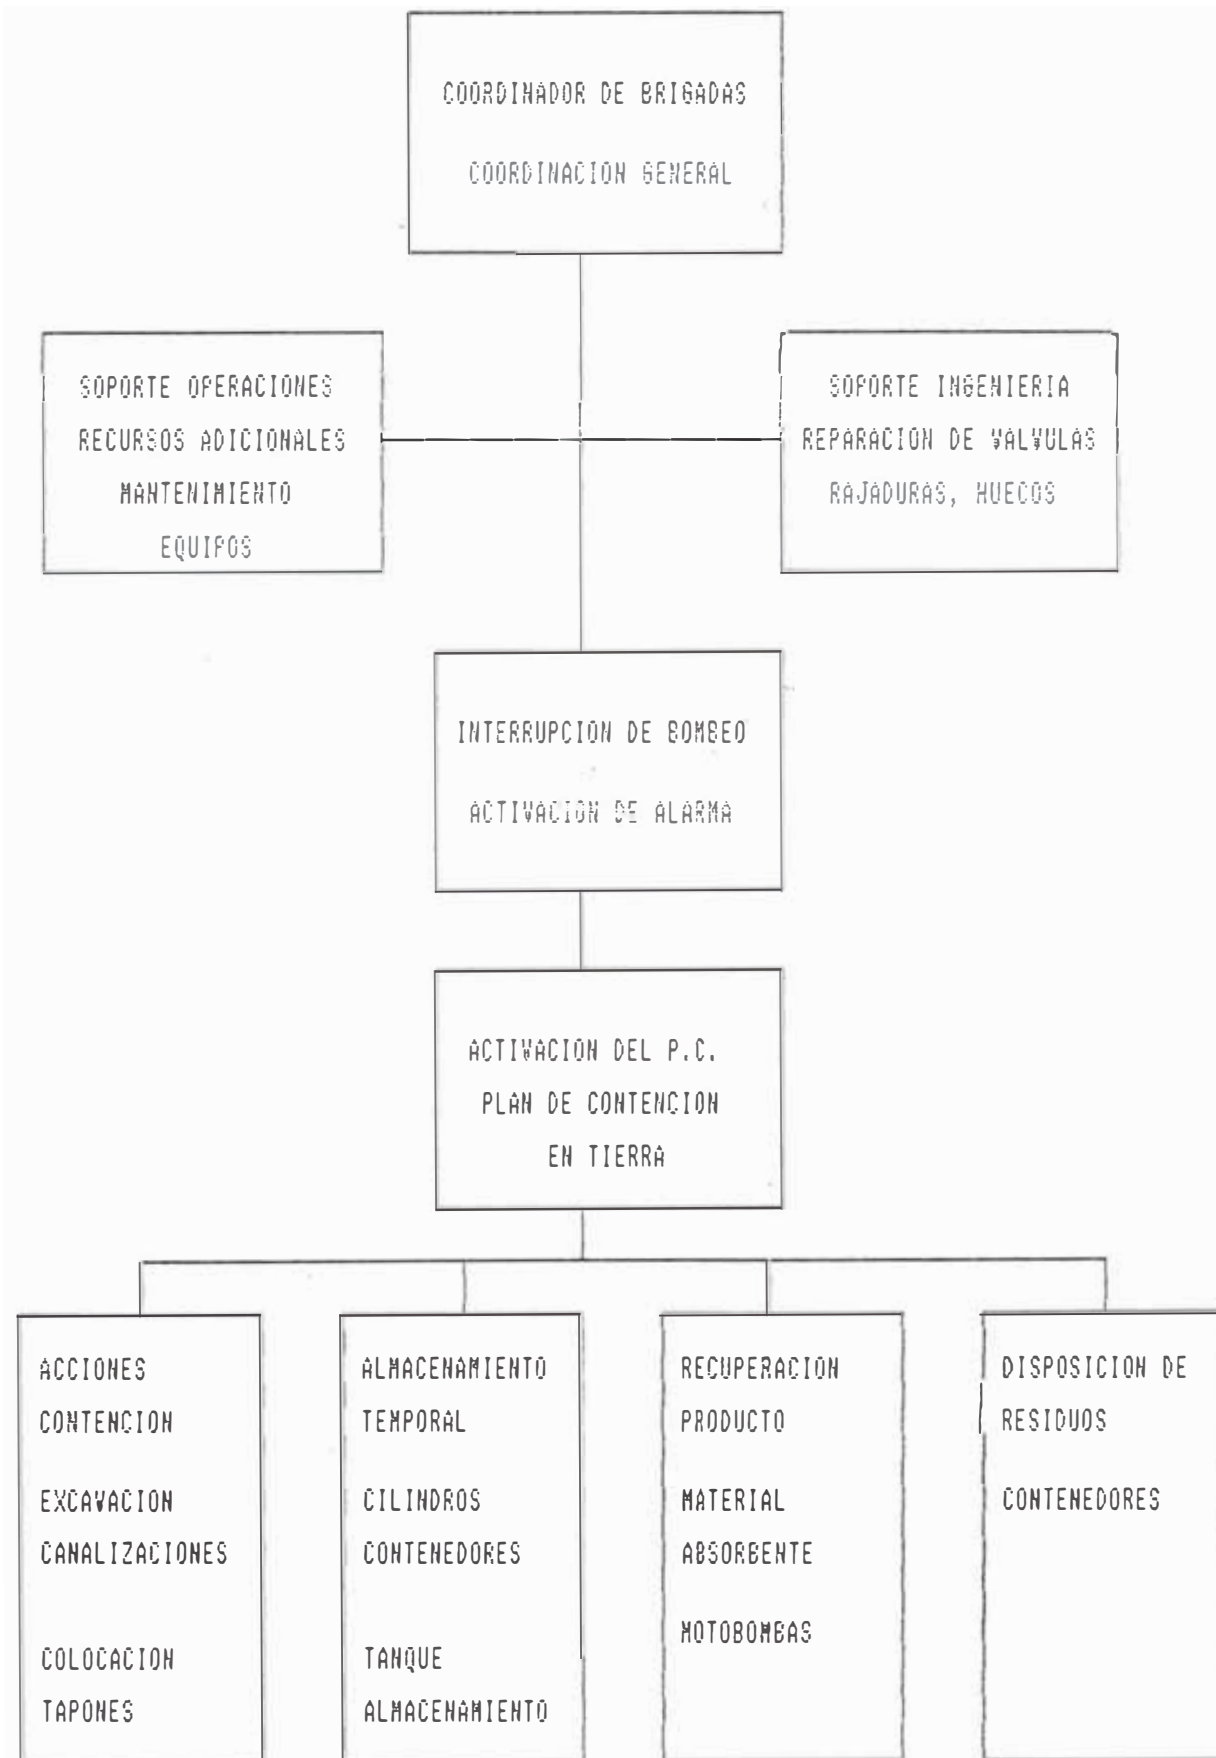 COORDINADOR DE BRIGADAS
COORDINACION GENERAL
SOPORTE OPERACIONES
RECURSOS ADICIONALES
MANTENIMIENTO
EQUIPOS
SOPORTE INGENIERIA
REPARACION DE VALVULAS
RAJADURAS, HUECOS
INTERRUPCION DE BOMBEO
ACTIVACION DE ALARMA
ACTIVACION DEL P.C.
PLAN DE CONTENCION
EN TIERRA
ACCIONES
CONTENCION
EXCAVACION
CANALIZACIONES
COLOCACION
TAPONES
ALMACENAMIENTO
TEMPORAL
CILINDROS
CONTENEDORES
TANQUE
ALMACENAMIENTO
RECUPERACION
PRODUCTO
MATERIAL
ABSORBENTE
MOTOBOMBAS
DISPOSICION DE
RESIDUOS
CONTENEDORES